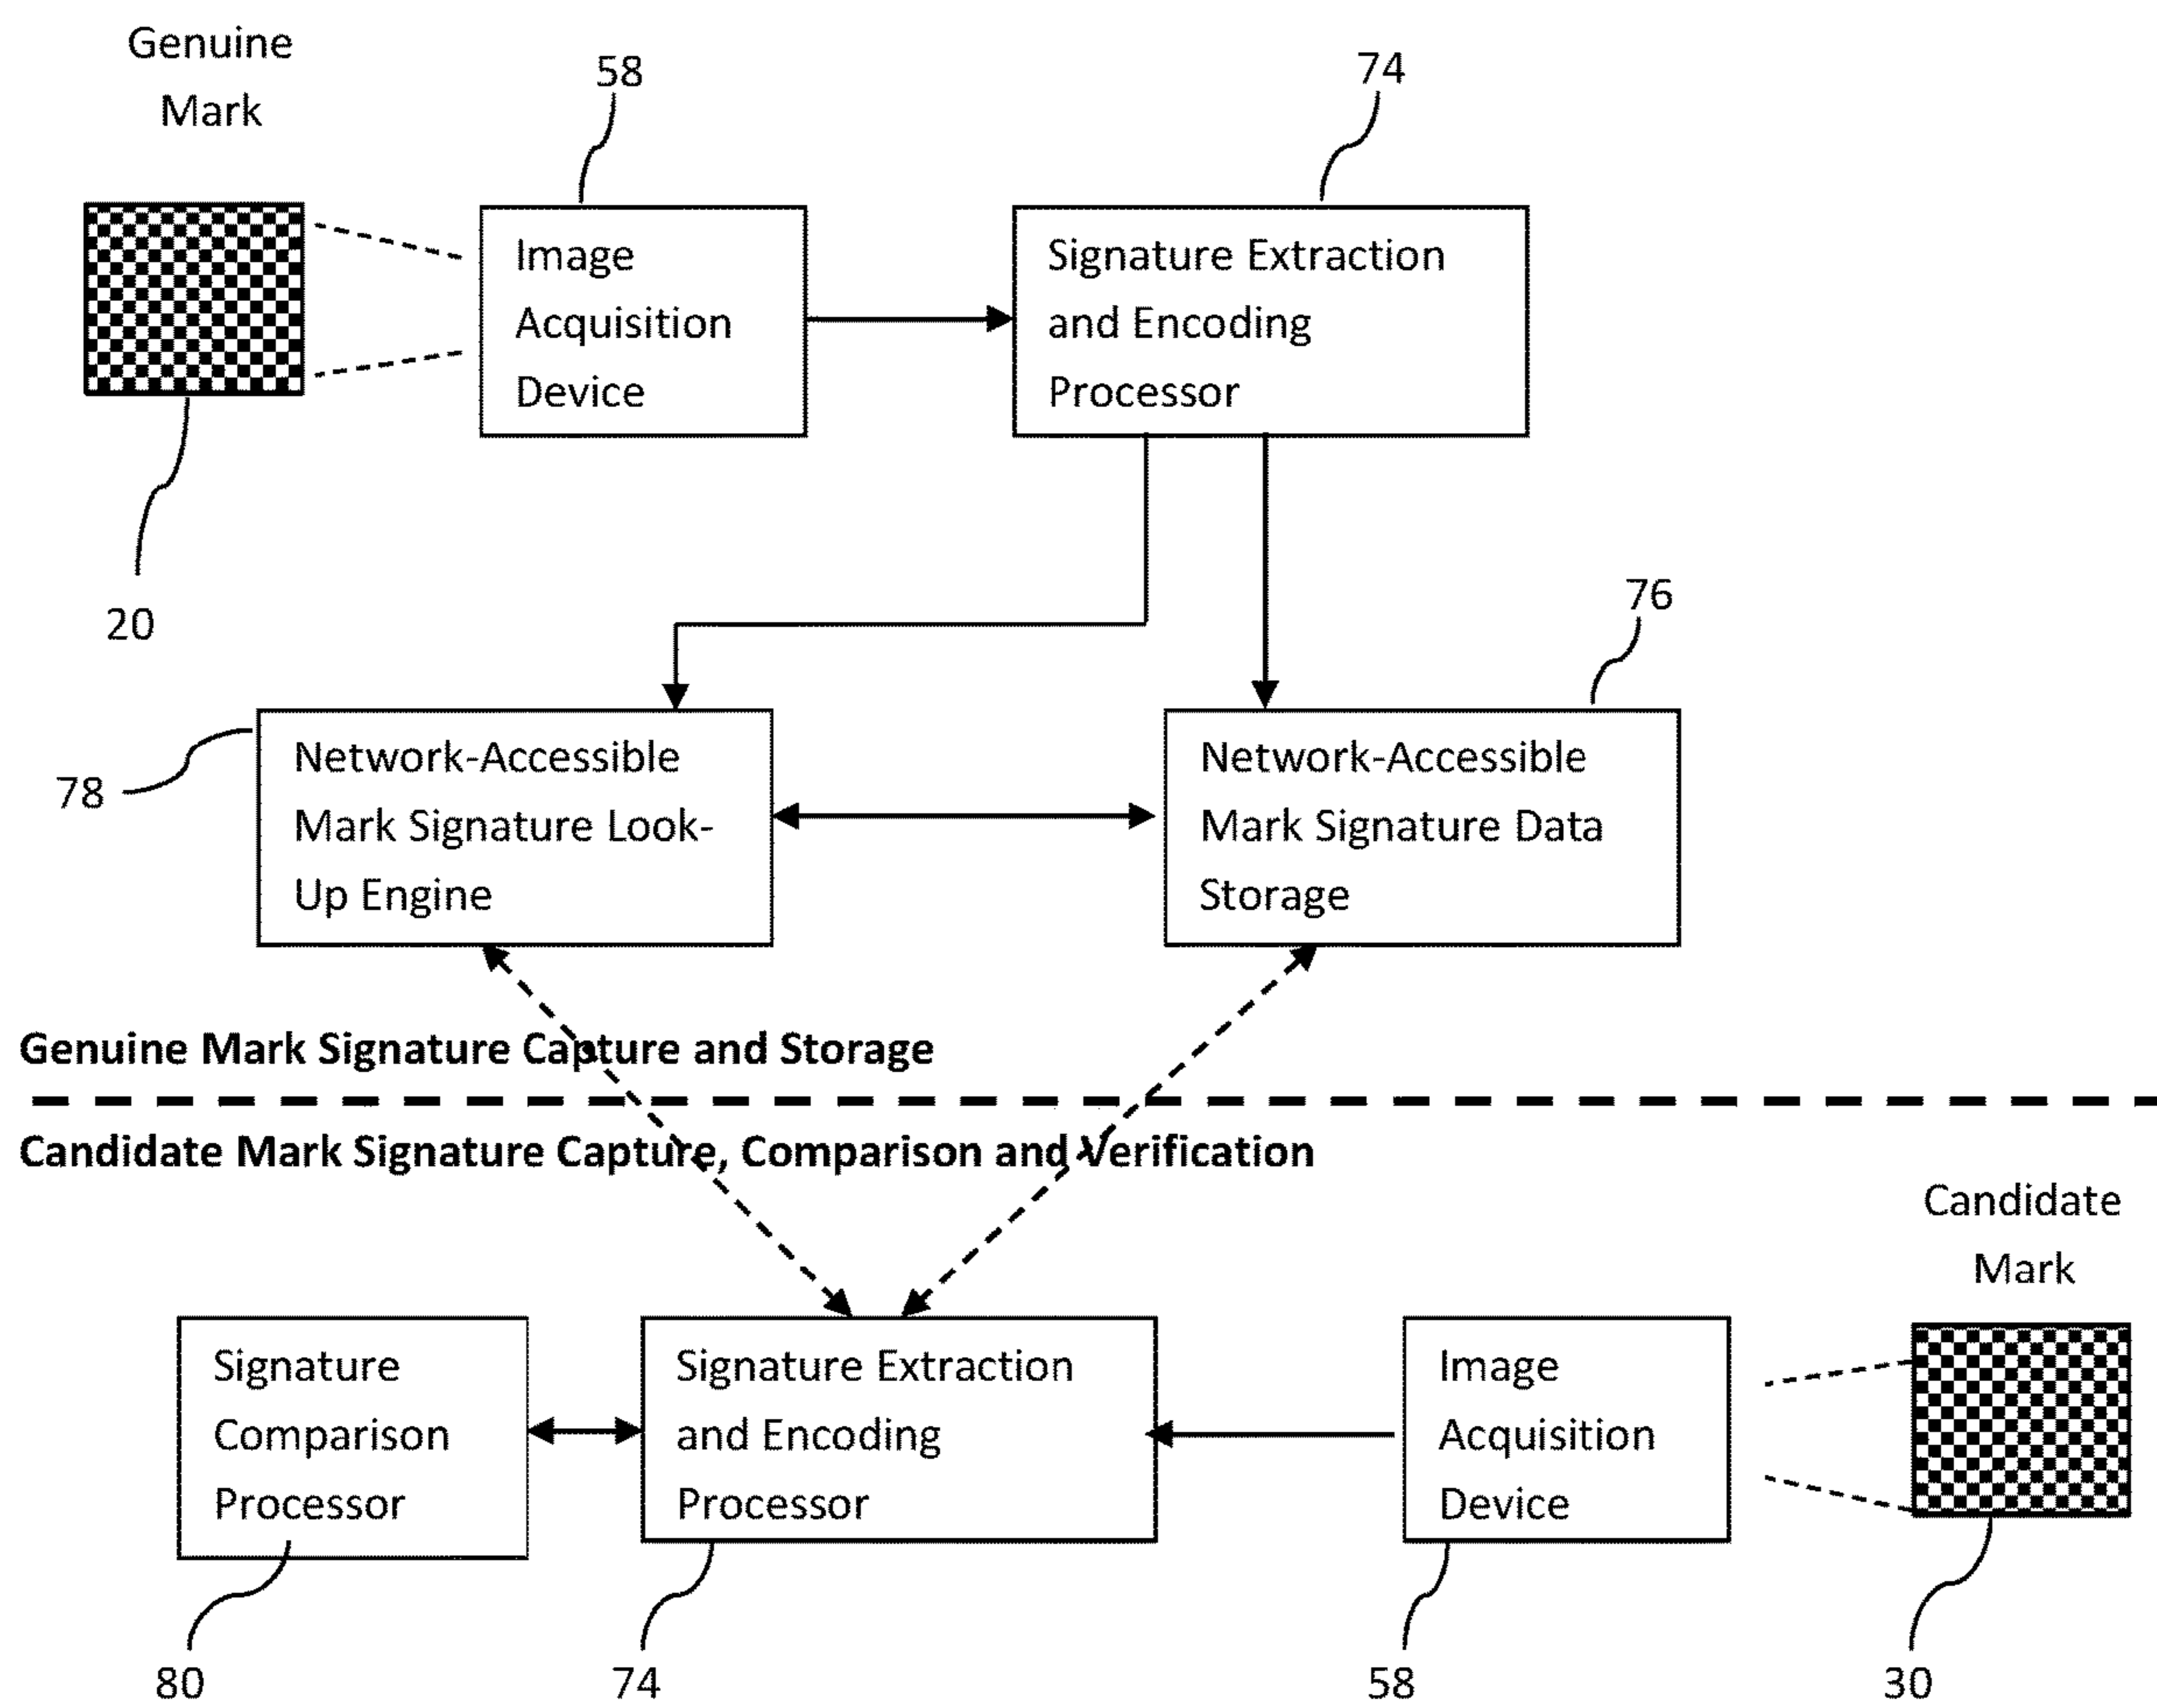 Genuine
Mark
58
74
Image
Acquisition
Device
Signature Extraction
and Encoding
Processor
20
76
78
Network-Accessible
Mark Signature Look-
Up Engine
Network-Accessible
Mark Signature Data
Storage
Genuine Mark Signature Capture and Storage
Candidate Mark Signature Capture, Comparison and Verification
Candidate
Mark
Signature
Comparison
Processor
Signature Extraction
and Encoding
Processor
Image
Acquisition
Device
80
74
58
30